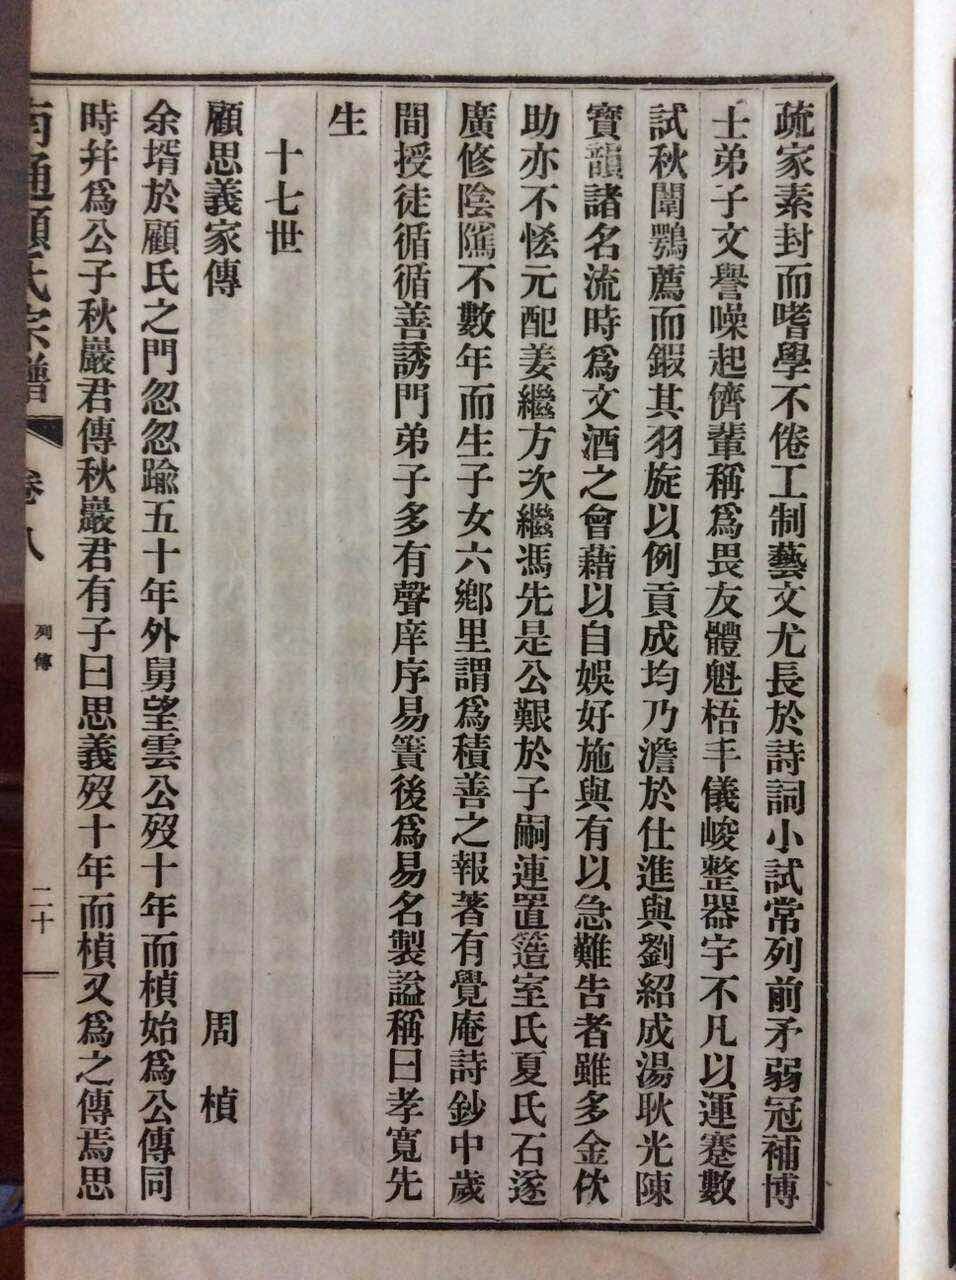 疏家素封而嗜學不倦工制藝文尤長於詩詞小試常列前矛弱冠補博
士弟子文譽噪起儕輩稱爲畏友體魁梧丰儀峻整器宇不凡以運蹇數
試秋闈鶚薦而鍜其羽旋以例貢成均乃澹於仕進與劉紹成湯耿光陳
寶韻諸名流時爲文酒之會藉以自娛好施與有以急難告者雖多金佽
助亦不恡元配姜繼方次繼馮先是公艱於子嗣連置簉室氏夏氏石遂
廣修陰隲不數年而生子女六鄉里謂爲積善之報著有覺庵詩鈔中歲
間授徒循循善誘門弟子多有聲庠序易簀後爲易名製謚稱曰孝寬先
生
十七世
顧思義家傳 周楨
余壻於顧氏之門忽忽踰五十年外舅望雲公歿十年而楨始爲公傳同
時幷爲公子秋巖君傳秋巖君有子曰思義歿十年而楨又爲之傳焉思
南通顧氏宗譜 卷八 列傳 二十